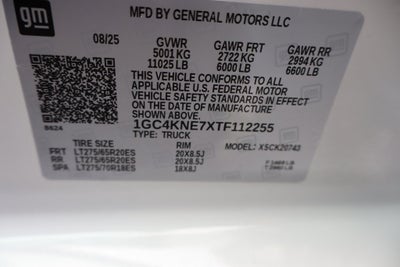 gm
MFD BY GENERAL MOTORS LLC
08/25 GVWR GAWR FRT GAWR RR
5001 KG 2722 KG 2994 KG
11025 LB 6000 LB 6600 LB
THIS VEHICLE CONFORMS TO ALL
APPLICABLE U.S. FEDERAL MOTOR
VEHICLE SAFETY STANDARDS IN
EFFECT ON THE DATE OF MANUFACTURE
SHOWN ABOVE.
1GC4KNE7XTF112255
TYPE: TRUCK
TIRE SIZE RIM MODEL: XSCK20743
FRT LT275/65R20ES 20X8.5J
RR LT275/65R20ES 20X8.5J
SPA LT275/70R18ES 18X8J